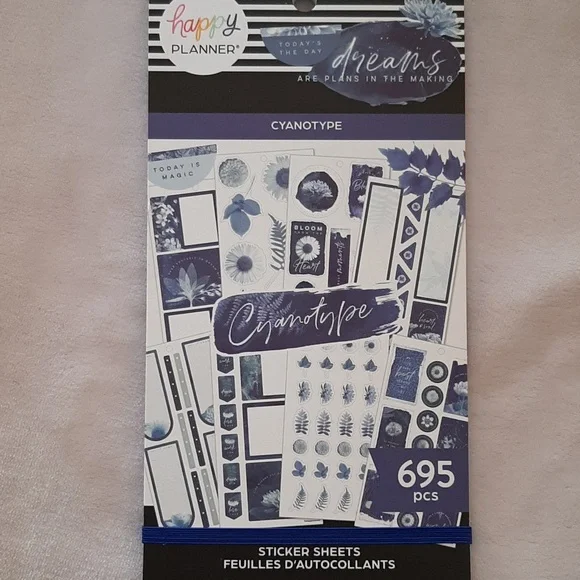 happy
PLANNER®
TODAY'S
THE DAY
dreams
ARE PLANS IN THE MAKING
CYANOTYPE
TODAY IS
MAGIC
BLOOM
Heart
Cyanotype
695
pcs
STICKER SHEETS
FEUILLES D'AUTOCOLLANTS